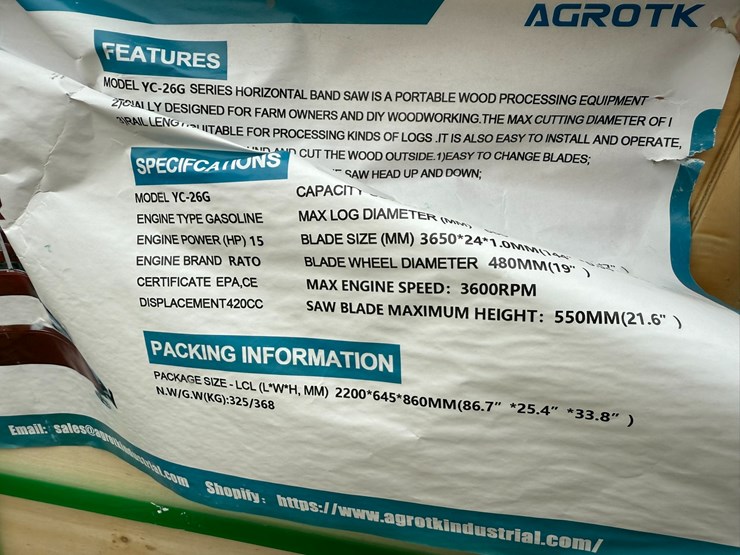 AGROTK
FEATURES
MODEL YC-26G SERIES HORIZONTAL BAND SAW IS A PORTABLE WOOD PROCESSING EQUIPMENT
DESIGNED FOR FARM OWNERS AND DIY WOODWORKING.THE MAX CUTTING DIAMETER OF
FOR PROCESSING KINDS OF LOGS .IT IS ALSO EASY TO INSTALL AND OPERATE,
CUT THE WOOD OUTSIDE.1)EASY TO CHANGE BLADES;
SAW HEAD UP AND DOWN;
SPECIFCATIONS
MODEL YC-26G
ENGINE TYPE GASOLINE
ENGINE POWER (HP) 15
ENGINE BRAND RATO
CERTIFICATE EPA,CE
DISPLACEMENT420CC
CAPACITY
MAX LOG DIAMETER (MM)
BLADE SIZE (MM) 3650*24*1.0MM
BLADE WHEEL DIAMETER 480MM(19" )
MAX ENGINE SPEED: 3600RPM
SAW BLADE MAXIMUM HEIGHT: 550MM(21.6" )
PACKING INFORMATION
PACKAGE SIZE - LCL (L*W*H, MM) 2200*645*860MM(86.7" *25.4" *33.8" )
N.W/G.W(KG):325/368
Email: sales@agrotkindustrial.com Shopify: https://www.agrotkindustrial.com/